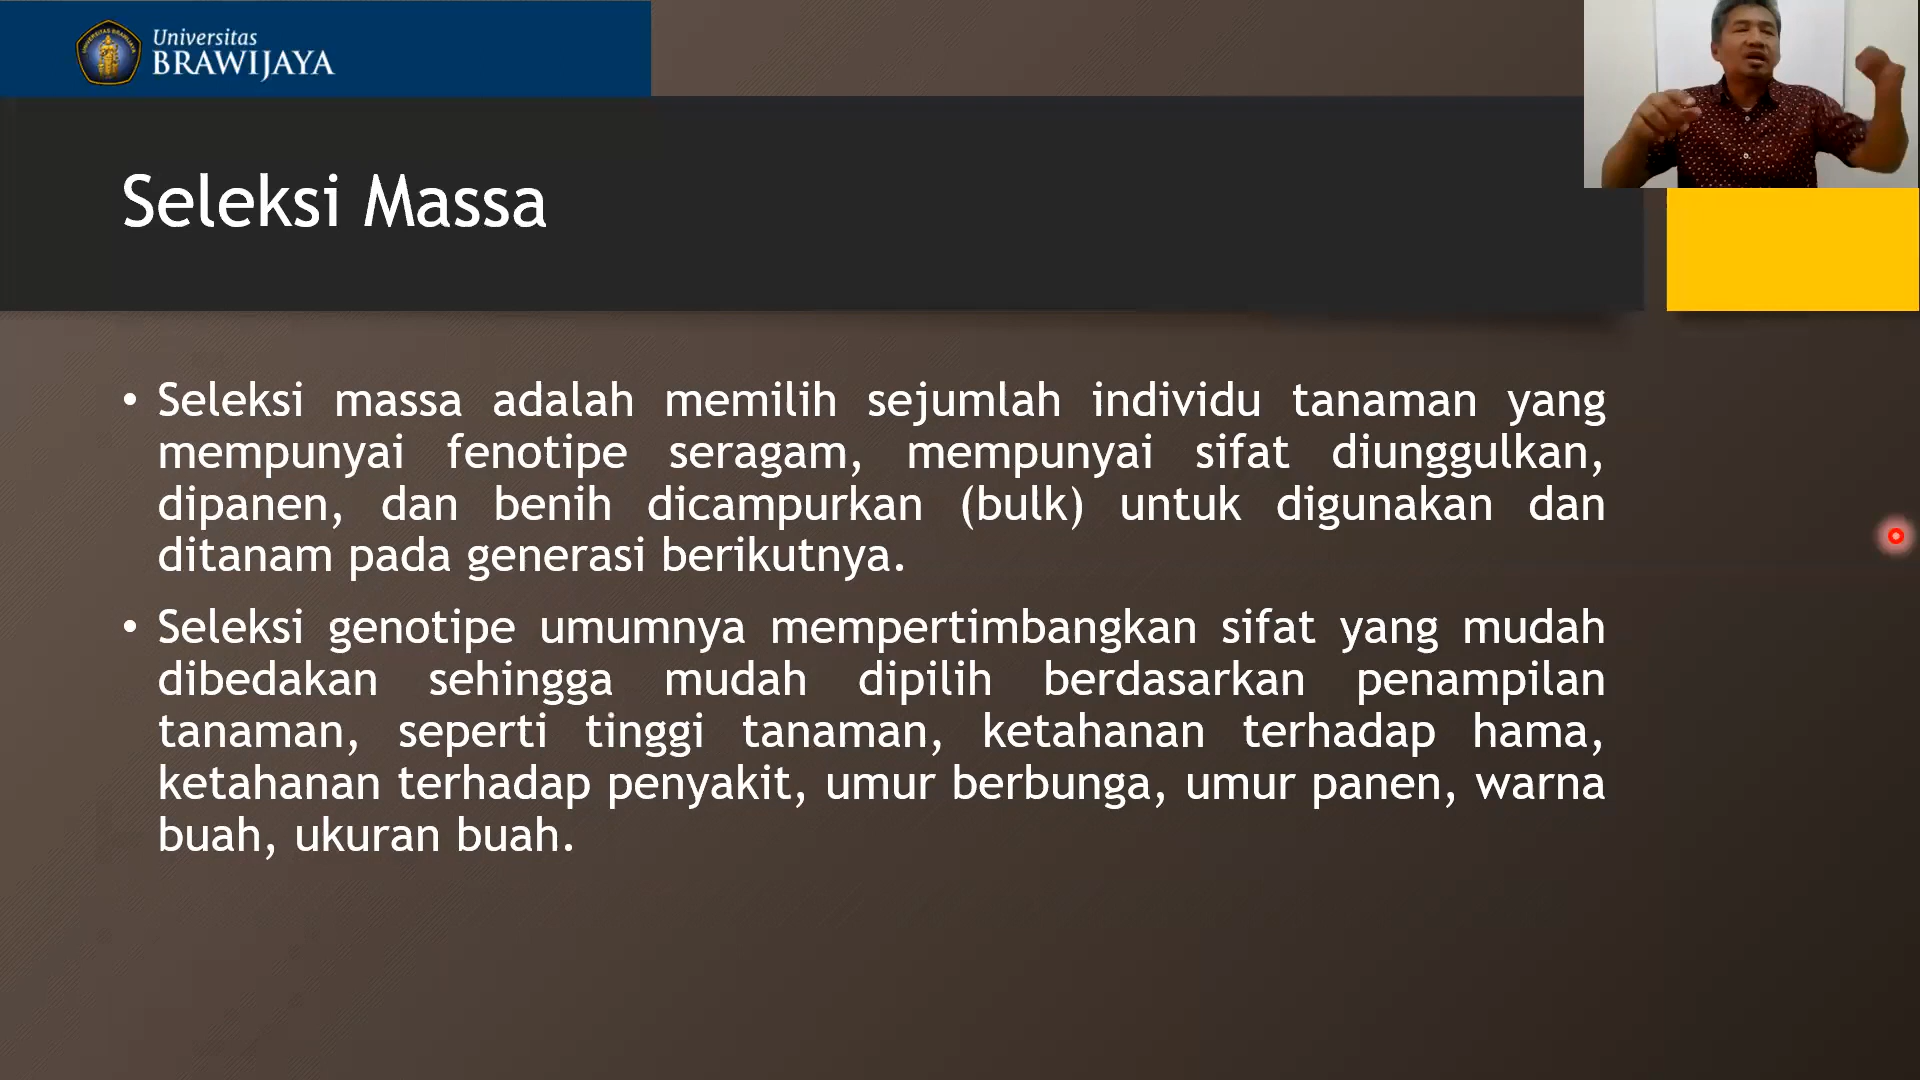 Universitas
BRAWIJAYA
Seleksi Massa
• Seleksi massa adalah memilih sejumlah individu tanaman yang
mempunyai fenotipe seragam, mempunyai sifat diunggulkan,
dipanen, dan benih dicampurkan (bulk) untuk digunakan dan
ditanam pada generasi berikutnya.
• Seleksi genotipe umumnya mempertimbangkan sifat yang mudah
dibedakan sehingga mudah dipilih berdasarkan penampilan
tanaman, seperti tinggi tanaman, ketahanan terhadap hama,
ketahanan terhadap penyakit, umur berbunga, umur panen, warna
buah, ukuran buah.